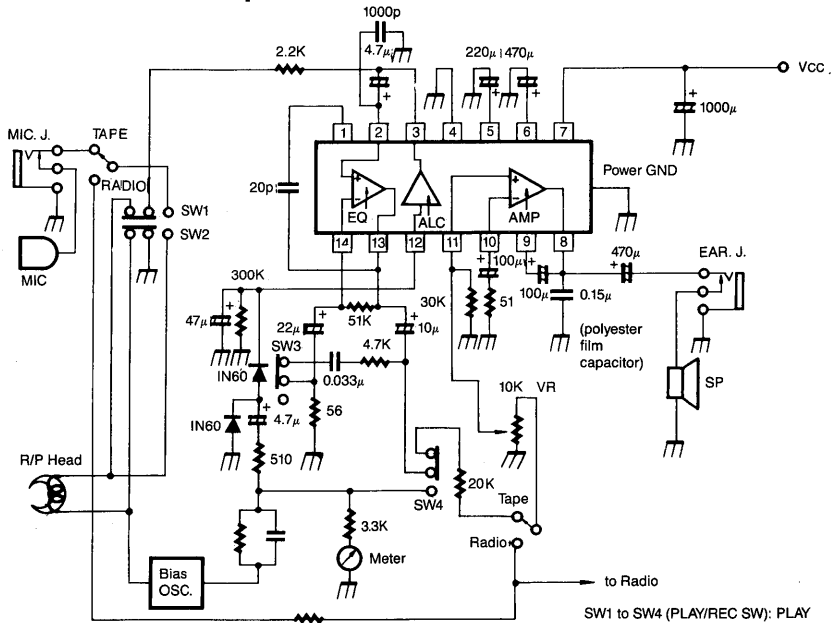 1000p
4.7μ
+
2.2K
220μ
470μ
+
+
VCC
+
1000μ
MIC. J.
TAPE
RADIO
SW1
SW2
MIC
20p
1
2
3
4
5
6
7
Power GND
+
−
EQ
ALC
+
−
AMP
14
13
12
11
10
9
8
300K
+
47μ
+
22μ
51K
+
10μ
30K
+
100μ
51
+
100μ
0.15μ
+
470μ
EAR. J.
(polyester
film
capacitor)
SP
SW3
4.7K
0.033μ
IN60
IN60
+
4.7μ
56
510
10K
VR
R/P Head
SW4
20K
Tape
Radio
3.3K
Meter
Bias
OSC.
to Radio
SW1 to SW4 (PLAY/REC SW): PLAY